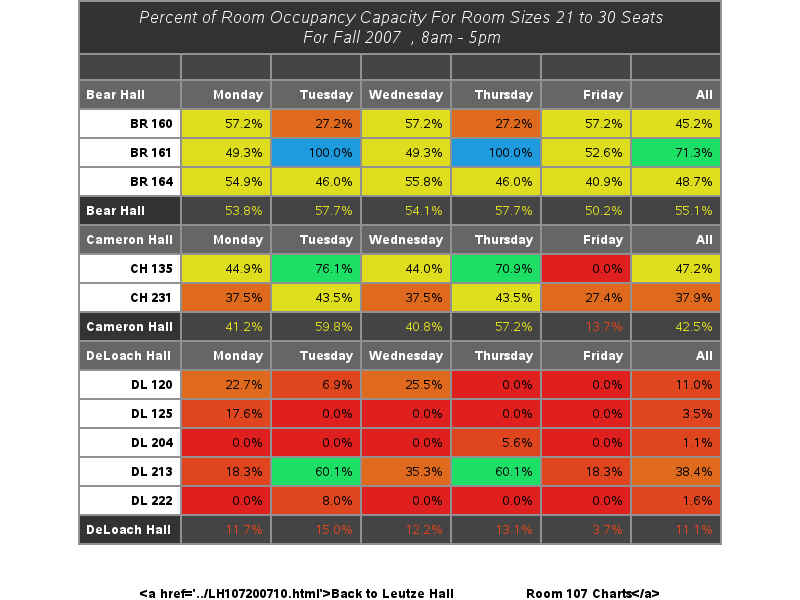 Percent of Room Occupancy Capacity For Room Sizes 21 to 30 Seats
For Fall 2007 , 8am - 5pm
Bear Hall Monday Tuesday Wednesday Thursday Friday All
BR 160 57.2% 27.2% 57.2% 27.2% 57.2% 45.2%
BR 161 49.3% 100.0% 49.3% 100.0% 52.6% 71.3%
BR 164 54.9% 46.0% 55.8% 46.0% 40.9% 48.7%
Bear Hall 53.8% 57.7% 54.1% 57.7% 50.2% 55.1%
Cameron Hall Monday Tuesday Wednesday Thursday Friday All
CH 135 44.9% 76.1% 44.0% 70.9% 0.0% 47.2%
CH 231 37.5% 43.5% 37.5% 43.5% 27.4% 37.9%
Cameron Hall 41.2% 59.8% 40.8% 57.2% 13.7% 42.5%
DeLoach Hall Monday Tuesday Wednesday Thursday Friday All
DL 120 22.7% 6.9% 25.5% 0.0% 0.0% 11.0%
DL 125 17.6% 0.0% 0.0% 0.0% 0.0% 3.5%
DL 204 0.0% 0.0% 0.0% 5.6% 0.0% 1.1%
DL 213 18.3% 60.1% 35.3% 60.1% 18.3% 38.4%
DL 222 0.0% 8.0% 0.0% 0.0% 0.0% 1.6%
DeLoach Hall 11.7% 15.0% 12.2% 13.1% 3.7% 11.1%
<a href='../LH107200710.html'>Back to Leutze Hall Room 107 Charts</a>